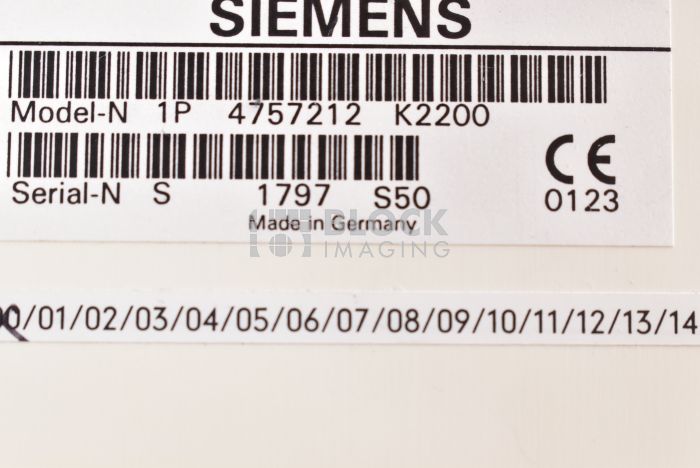 SIEMENS
Model-N 1P 4757212 K2200
Serial-N S 1797 S50
CE
0123
Made in Germany
BLOCK
IMAGING
00/01/02/03/04/05/06/07/08/09/10/11/12/13/14